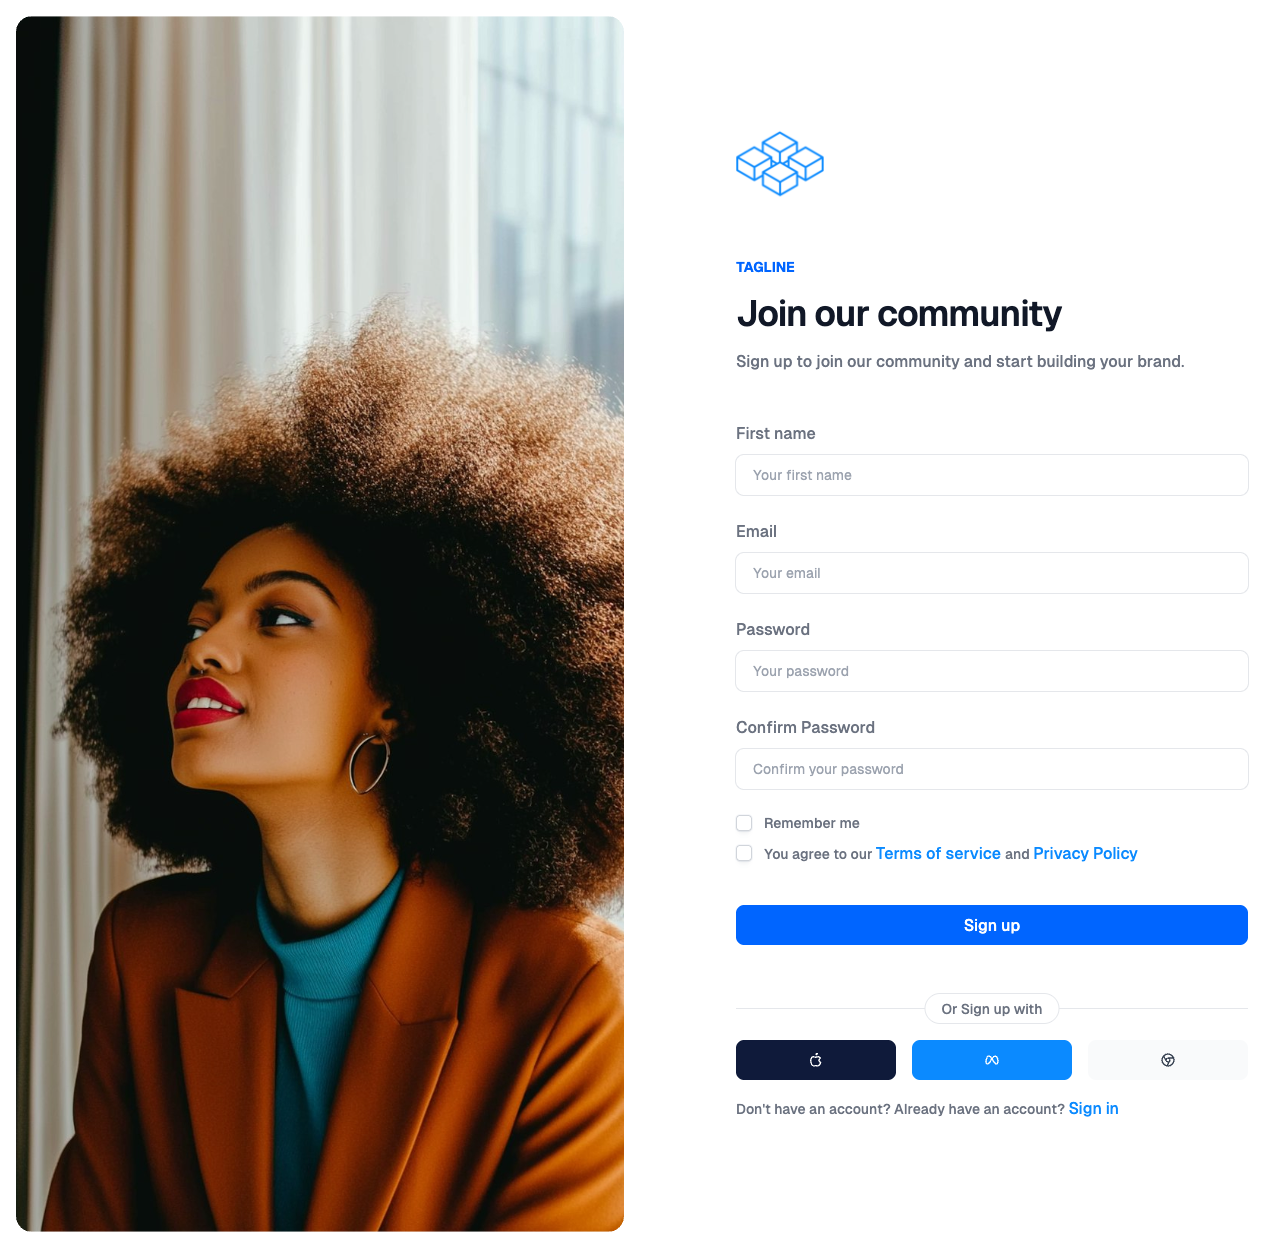 TAGLINE
Join our community
Sign up to join our community and start building your brand.
First name
Your first name
Email
Your email
Password
Your password
Confirm Password
Confirm your password
Remember me
You agree to our Terms of service and Privacy Policy
Sign up
Or Sign up with
Don't have an account? Already have an account? Sign in